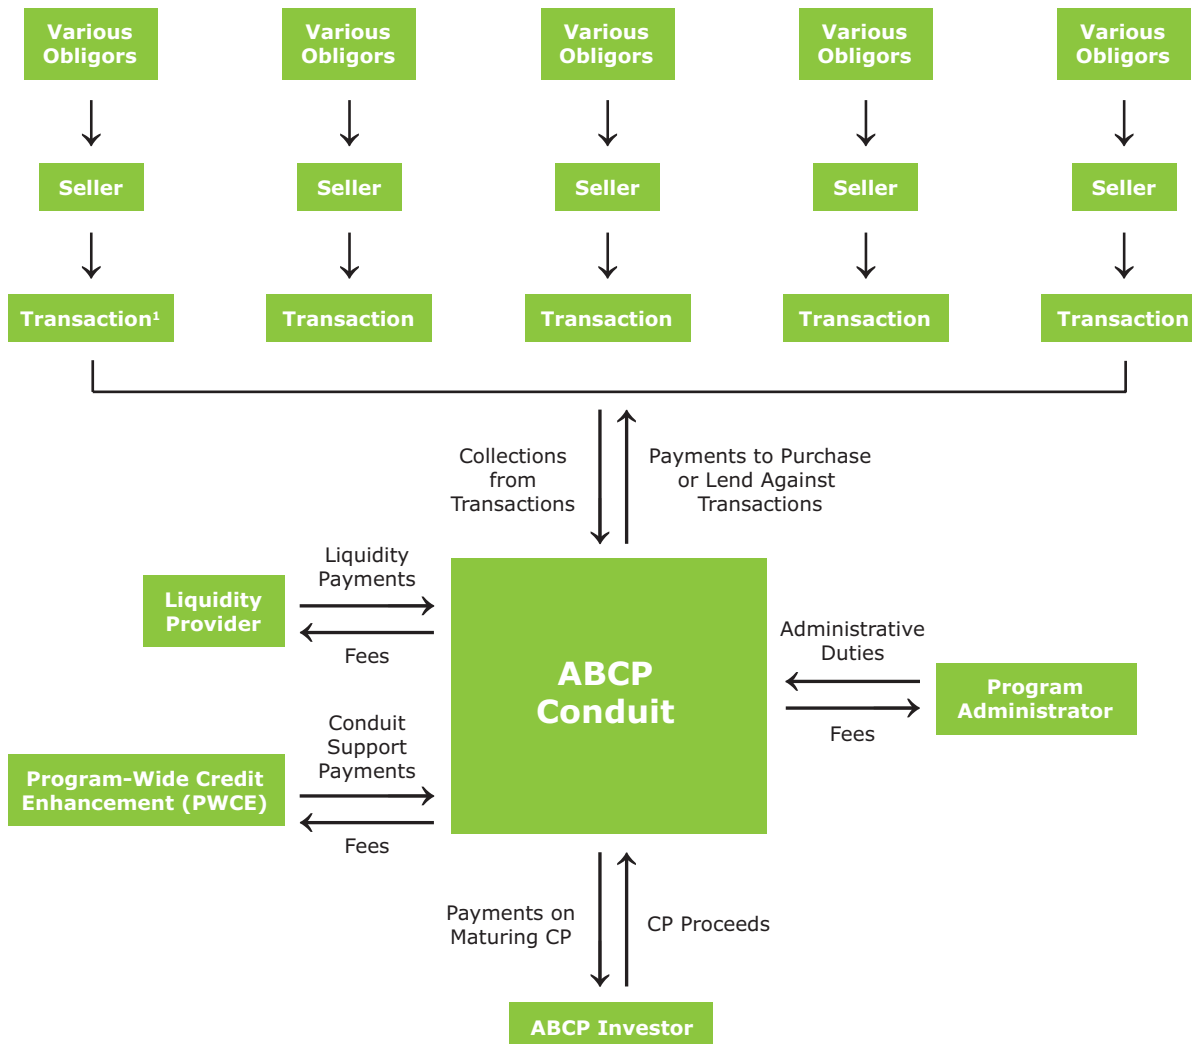 Various
Obligors
Various
Obligors
Various
Obligors
Various
Obligors
Various
Obligors
Seller
Seller
Seller
Seller
Seller
Transaction¹
Transaction
Transaction
Transaction
Transaction
Collections
from
Transactions
Payments to Purchase
or Lend Against
Transactions
Liquidity
Payments
Liquidity
Provider
Fees
ABCP
Conduit
Administrative
Duties
Program
Administrator
Fees
Conduit
Support
Payments
Program-Wide Credit
Enhancement (PWCE)
Fees
Payments on
Maturing CP
CP Proceeds
ABCP Investor